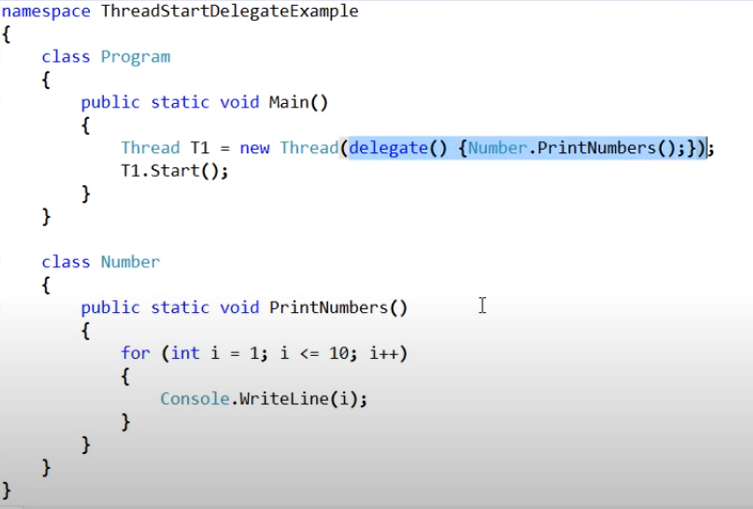 namespace ThreadStartDelegateExample
{
class Program
{
public static void Main()
{
Thread T1 = new Thread(delegate() {Number.PrintNumbers();});
T1.Start();
}
}
class Number
{
public static void PrintNumbers()
{
for (int i = 1; i <= 10; i++)
{
Console.WriteLine(i);
}
}
}
}